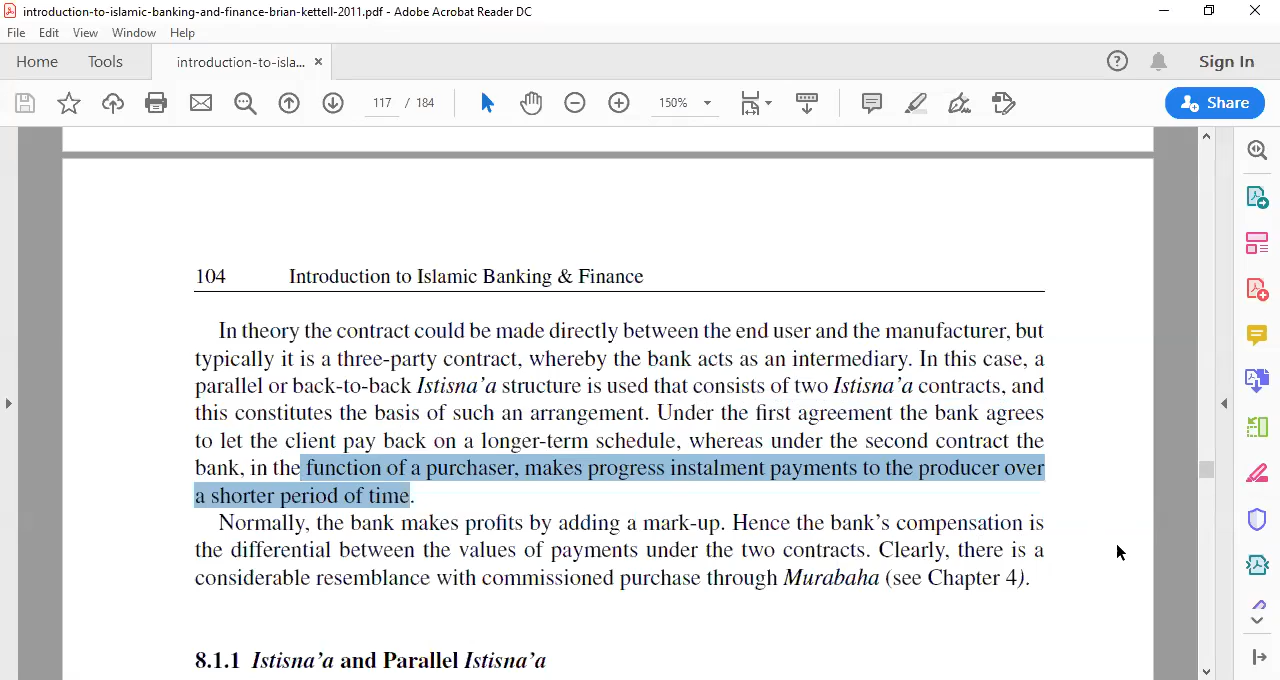 introduction-to-islamic-banking-and-finance-brian-kettell-2011.pdf - Adobe Acrobat Reader DC
File Edit View Window Help
Home Tools introduction-to-isla... ×
Sign In
117 / 184 150% Share
104 Introduction to Islamic Banking & Finance
In theory the contract could be made directly between the end user and the manufacturer, but
typically it is a three-party contract, whereby the bank acts as an intermediary. In this case, a
parallel or back-to-back Istisna’a structure is used that consists of two Istisna’a contracts, and
this constitutes the basis of such an arrangement. Under the first agreement the bank agrees
to let the client pay back on a longer-term schedule, whereas under the second contract the
bank, in the function of a purchaser, makes progress instalment payments to the producer over
a shorter period of time.
Normally, the bank makes profits by adding a mark-up. Hence the bank’s compensation is
the differential between the values of payments under the two contracts. Clearly, there is a
considerable resemblance with commissioned purchase through Murabaha (see Chapter 4).
8.1.1 Istisna’a and Parallel Istisna’a